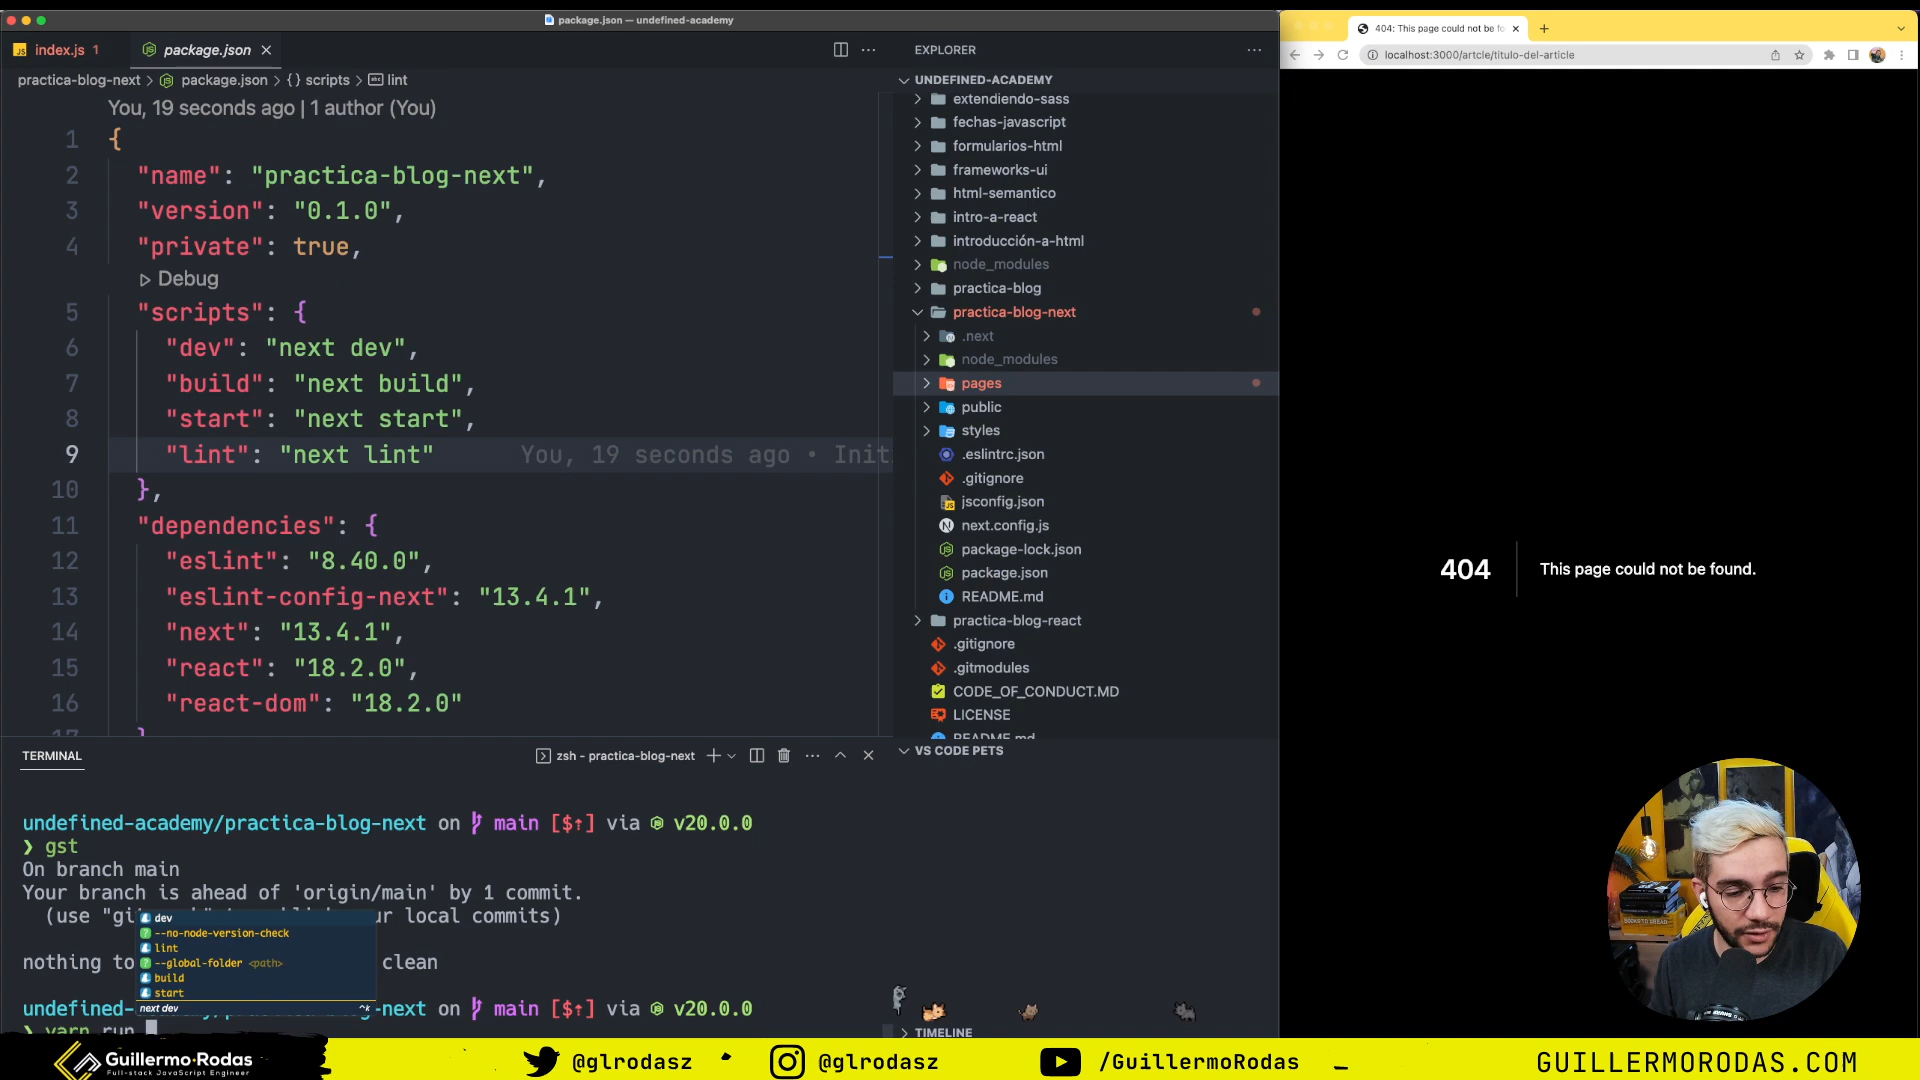 package.json — undefined-academy
index.js 1
package.json
practica-blog-next > package.json > {} scripts > lint
You, 19 seconds ago | 1 author (You)
1 {
2 "name": "practica-blog-next",
3 "version": "0.1.0",
4 "private": true,
Debug
5 "scripts": {
6 "dev": "next dev",
7 "build": "next build",
8 "start": "next start",
9 "lint": "next lint" You, 19 seconds ago • Init
10 },
11 "dependencies": {
12 "eslint": "8.40.0",
13 "eslint-config-next": "13.4.1",
14 "next": "13.4.1",
15 "react": "18.2.0",
16 "react-dom": "18.2.0"
17 }
TERMINAL
zsh - practica-blog-next
undefined-academy/practica-blog-next on main [$↑] via v20.0.0
❯ gst
On branch main
Your branch is ahead of 'origin/main' by 1 commit.
(use "gi ur local commits)
nothing to clean
dev
--no-node-version-check
lint
--global-folder <path>
build
start
next dev ^K
undefined- -next on main [$↑] via v20.0.0
❯ yarn run
EXPLORER
UNDEFINED-ACADEMY
extendiendo-sass
fechas-javascript
formularios-html
frameworks-ui
html-semantico
intro-a-react
introducción-a-html
node_modules
practica-blog
practica-blog-next
.next
node_modules
pages
public
styles
.eslintrc.json
.gitignore
jsconfig.json
next.config.js
package-lock.json
package.json
README.md
practica-blog-react
.gitignore
.gitmodules
CODE_OF_CONDUCT.MD
LICENSE
README.md
VS CODE PETS
TIMELINE
404: This page could not be fo
localhost:3000/artcle/titulo-del-article
404 This page could not be found.
Guillermo·Rodas
Full-stack JavaScript Engineer
@glrodasz
@glrodasz
/GuillermoRodas
GUILLERMORODAS.COM